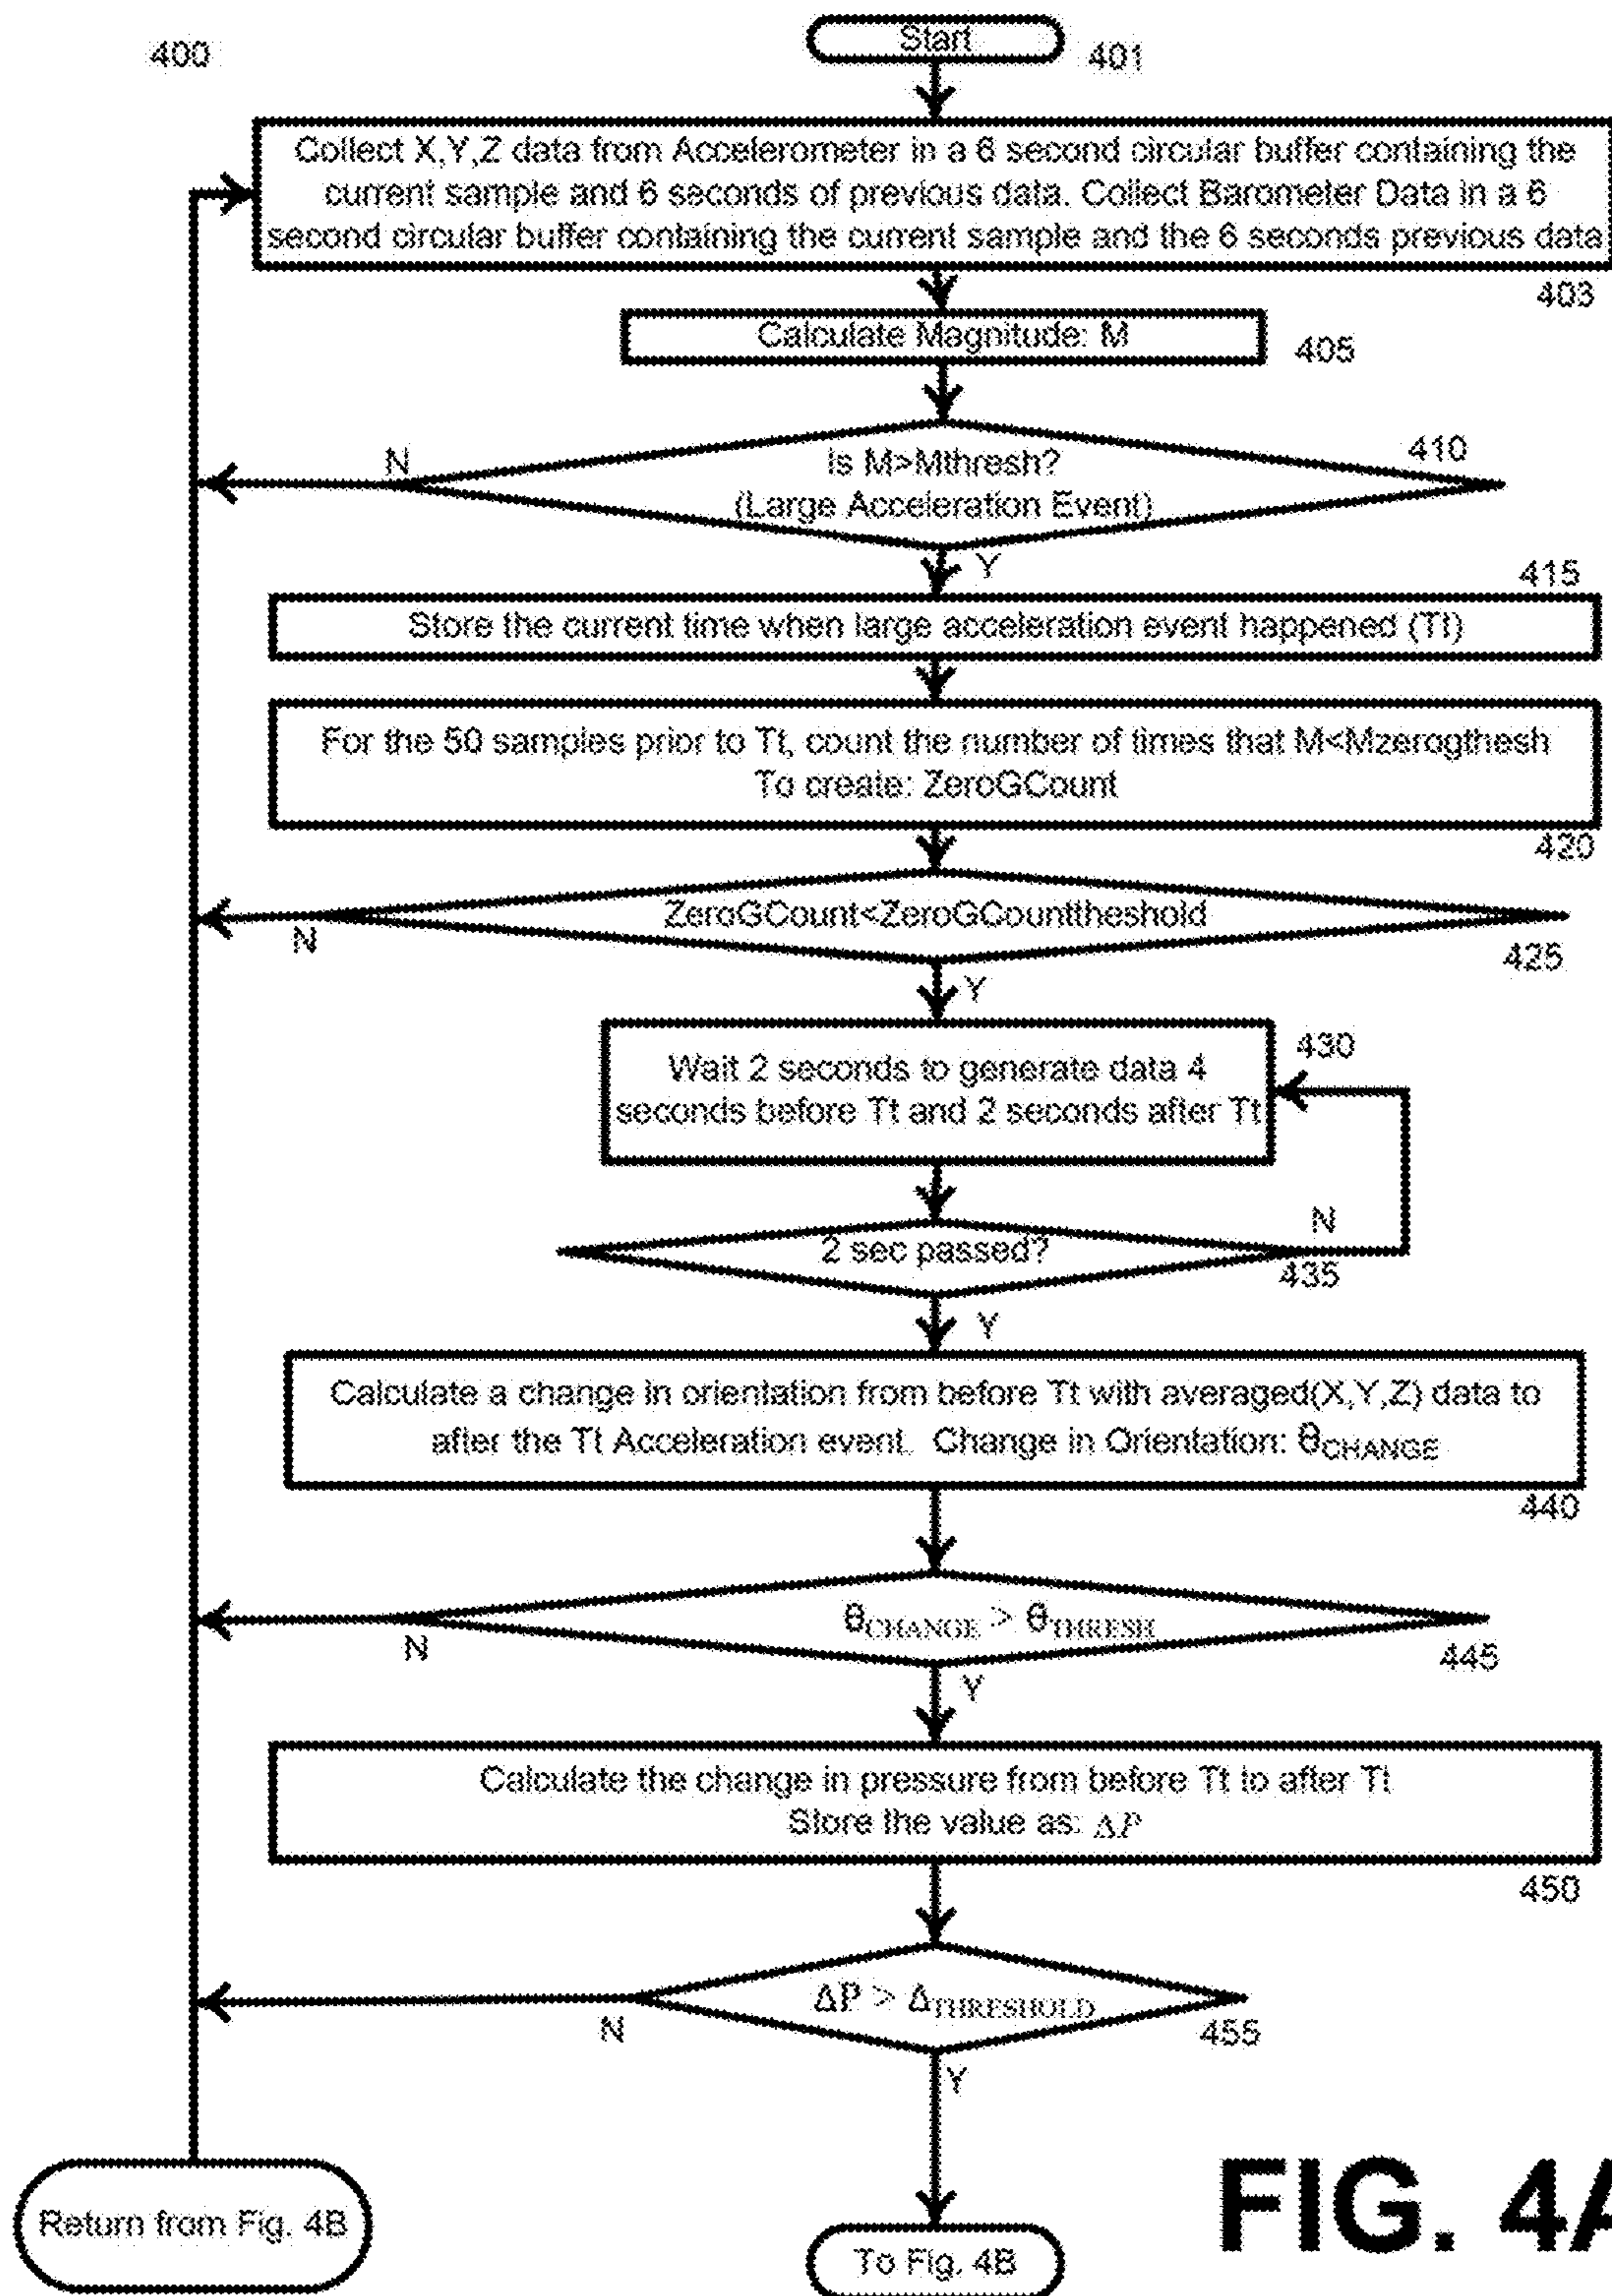 400
Start
401
Collect X,Y,Z data from Accelerometer in a 6 second circular buffer containing the
current sample and 6 seconds of previous data. Collect Barometer Data in a 6
second circular buffer containing the current sample and the 6 seconds previous data
403
Calculate Magnitude: M
405
N
Is M>Mthresh?
410
(Large Acceleration Event)
Y
415
Store the current time when large acceleration event happened (Tt)
For the 50 samples prior to Tt, count the number of times that M<Mzerogthesh
To create: ZeroGCount
420
ZeroGCount<ZeroGCounttheshold
N
425
Y
430
Wait 2 seconds to generate data 4
seconds before Tt and 2 seconds after Tt
N
2 sec passed?
435
Y
Calculate a change in orientation from before Tt with averaged(X,Y,Z) data to
after the Tt Acceleration event. Change in Orientation: θCHANGE
440
θCHANGE > θTHRESH
N
445
Y
Calculate the change in pressure from before Tt to after Tt
Store the value as: ΔP
450
ΔP > ΔTHRESHOLD
N
455
Y
Return from Fig. 4B
To Fig. 4B
FIG. 4A